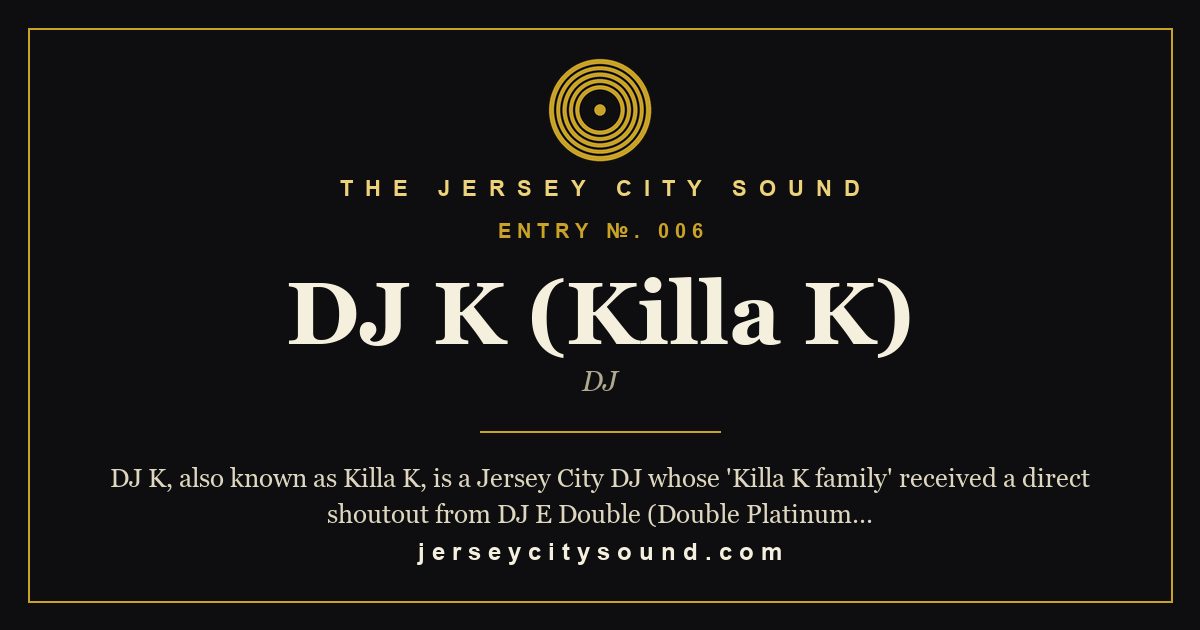 THE JERSEY CITY SOUND
ENTRY №. 006
DJ K (Killa K)
DJ
DJ K, also known as Killa K, is a Jersey City DJ whose 'Killa K family' received a direct
shoutout from DJ E Double (Double Platinum...
jerseycitysound.com